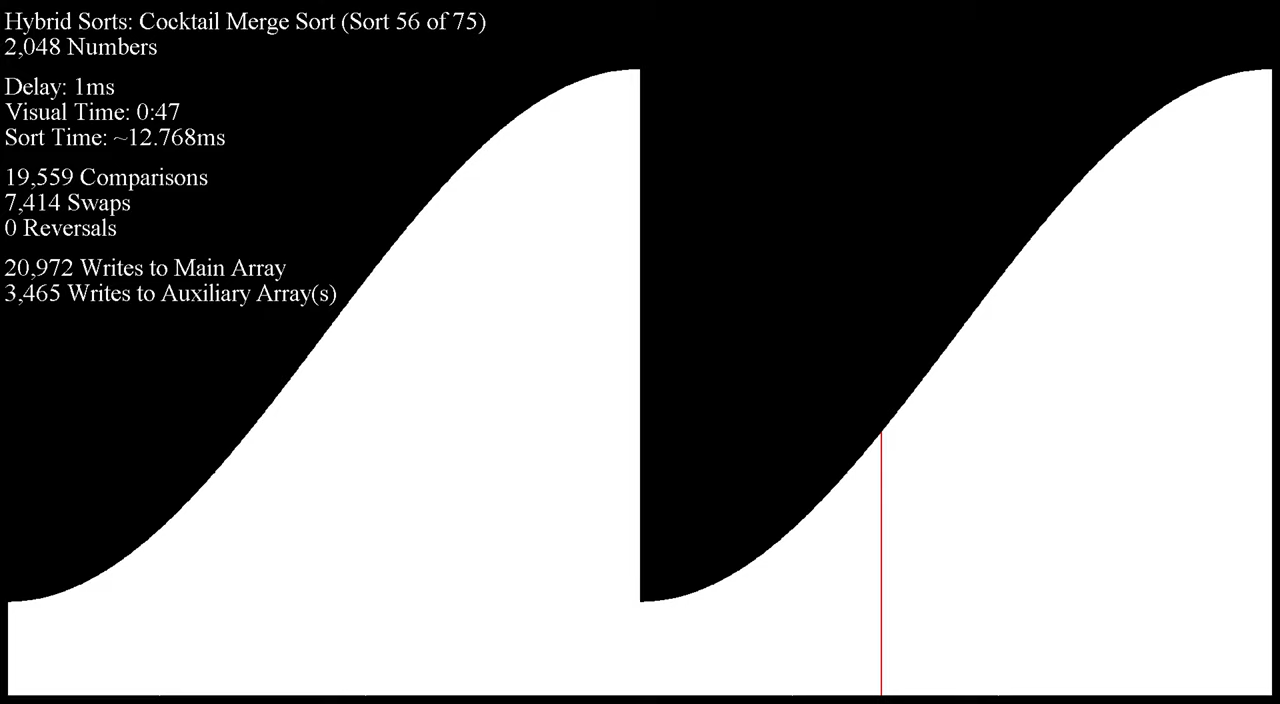 Hybrid Sorts: Cocktail Merge Sort (Sort 56 of 75)
2,048 Numbers
Delay: 1ms
Visual Time: 0:47
Sort Time: ~12.768ms
19,559 Comparisons
7,414 Swaps
0 Reversals
20,972 Writes to Main Array
3,465 Writes to Auxiliary Array(s)